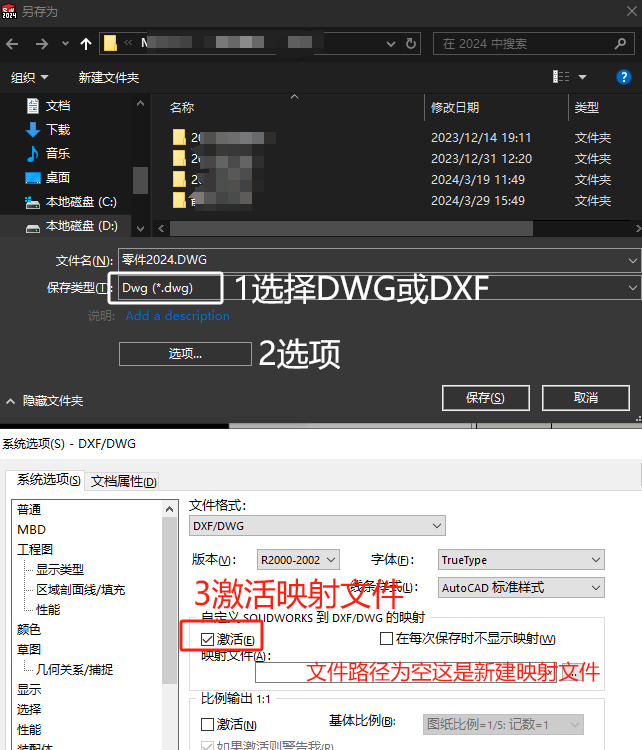 2024
另存为
在 2024 中搜索
组织
新建文件夹
文档
下载
音乐
桌面
本地磁盘 (C:)
本地磁盘 (D:)
名称
修改日期
类型
2023/12/14 19:11
文件夹
2023/12/31 12:20
文件夹
2024/3/19 11:49
文件夹
2024/3/29 15:49
文件夹
文件名(N):
零件2024.DWG
保存类型(T):
Dwg (*.dwg)
1选择DWG或DXF
说明:
Add a description
选项...
2选项
隐藏文件夹
保存(S)
取消
系统选项(S) - DXF/DWG
系统选项(S)
文档属性(D)
普通
MBD
工程图
显示类型
区域剖面线/填充
性能
颜色
草图
几何关系/捕捉
显示
选择
性能
装配体
文件格式:
DXF/DWG
版本(V):
R2000-2002
字体(F):
TrueType
线条样式(L):
AutoCAD 标准样式
3激活映射文件
自定义 SOLIDWORKS 到 DXF/DWG 的映射
激活(E)
在每次保存时不显示映射(W)
映射文件(A):
文件路径为空这是新建映射文件
比例输出 1:1
激活(N)
基体比例(B):
图纸比例=1/5: 记数=1
如果激活则警告我(R)